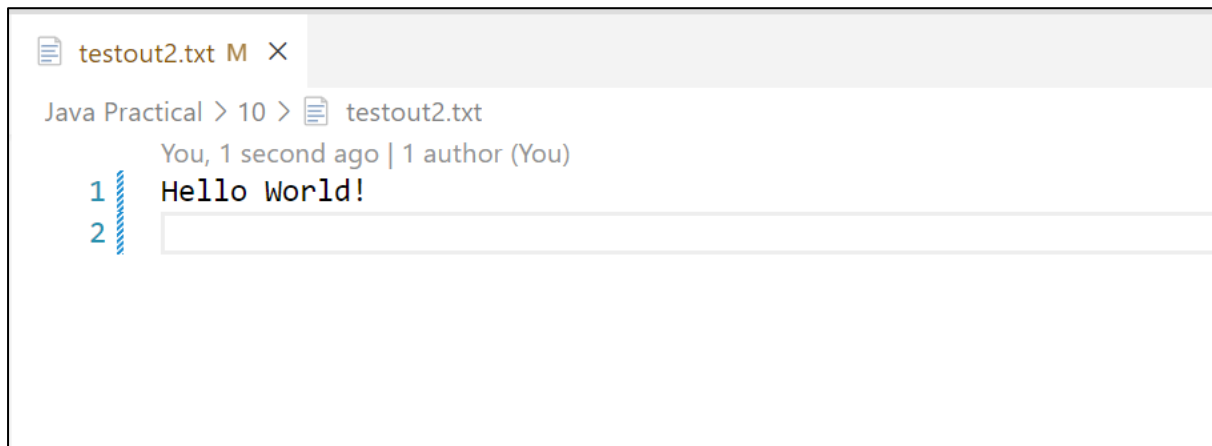 testout2.txt M ×
Java Practical > 10 > testout2.txt
You, 1 second ago | 1 author (You)
1 Hello World!
2